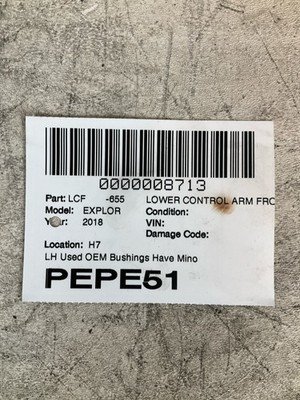 0000008713
Part: LCF -655 LOWER CONTROL ARM FRO
Model: EXPLOR Condition:
Year: 2018 VIN:
Damage Code:
Location: H7
LH Used OEM Bushings Have Mino
PEPE51